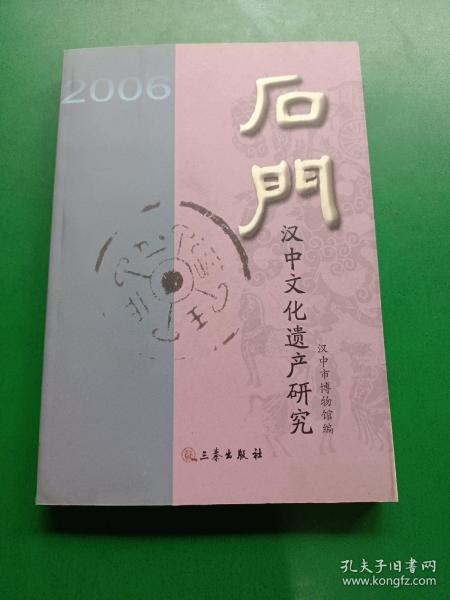 2006
石門
汉中文化遗产研究
汉中市博物馆编
三秦出版社
孔夫子旧书网
www.kongfz.com